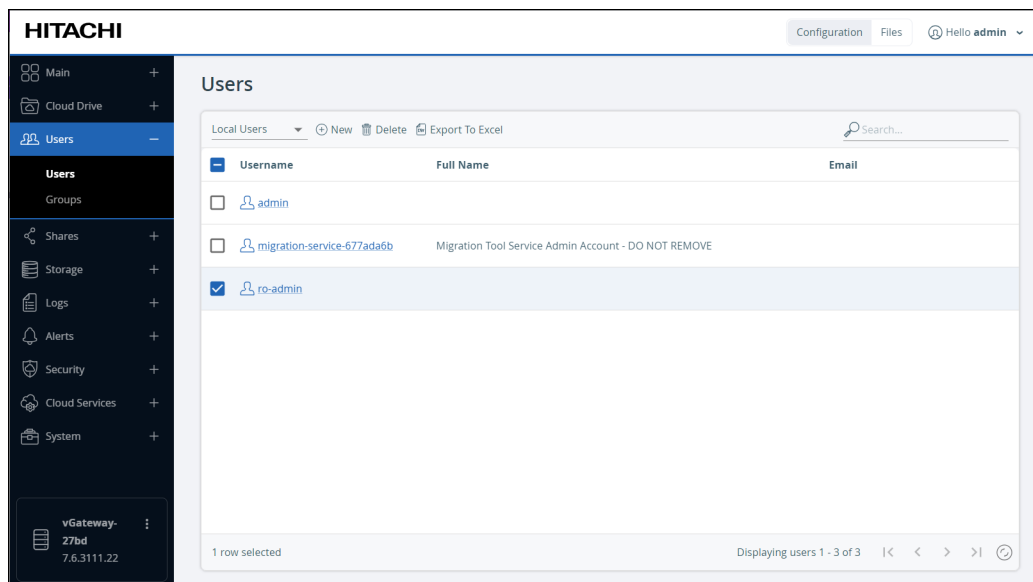 HITACHI
Configuration Files Hello admin
Main
Cloud Drive
Users
Users
Groups
Shares
Storage
Logs
Alerts
Security
Cloud Services
System
vGateway-
27bd
7.6.3111.22
Users
Local Users New Delete Export To Excel Search...
Username Full Name Email
admin
migration-service-677ada6b Migration Tool Service Admin Account - DO NOT REMOVE
ro-admin
1 row selected Displaying users 1 - 3 of 3